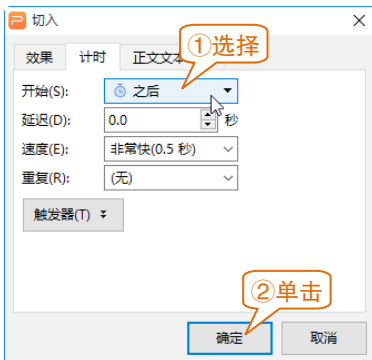 切入
效果 计时 正文文本
①选择
开始(S): 之后
延迟(D): 0.0 秒
速度(E): 非常快(0.5 秒)
重复(R): (无)
触发器(T)
②单击
确定 取消